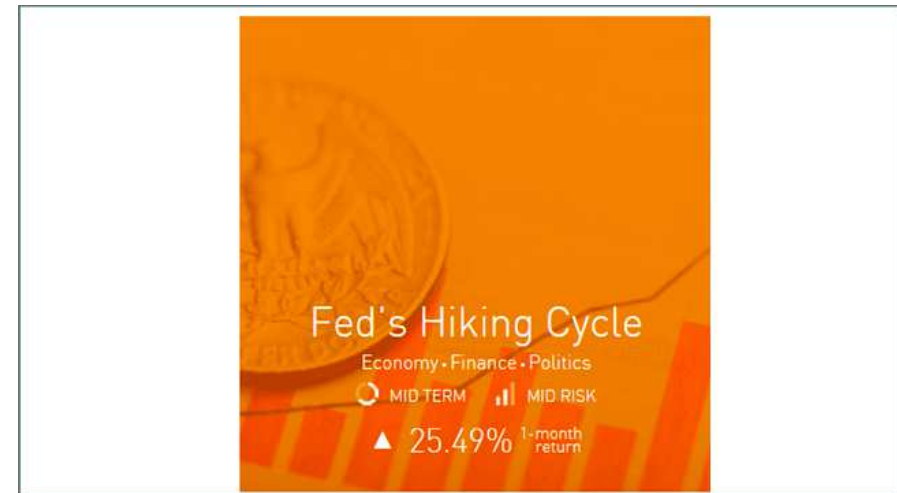 Fed's Hiking Cycle
Economy • Finance • Politics
MID TERM MID RISK
▲ 25.49% 1-month return